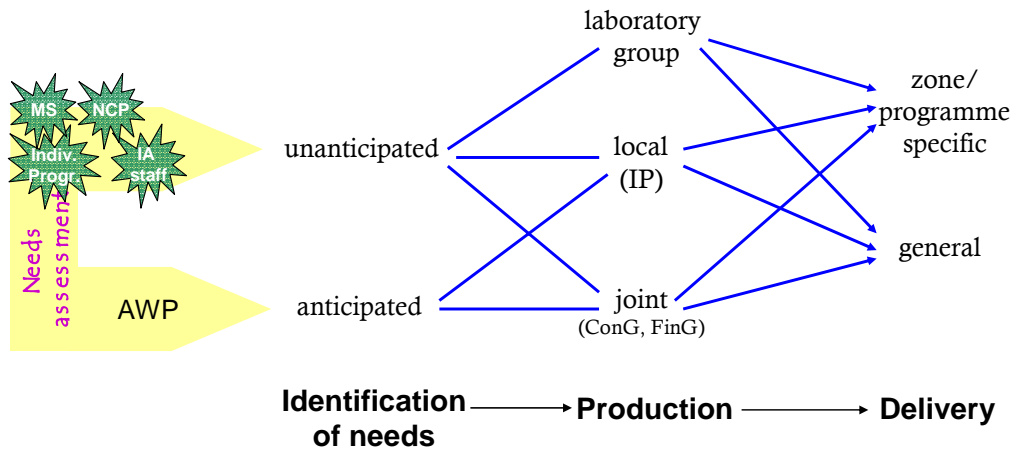 laboratory
group
zone/
programme
specific
MS
NCP
Indiv.
Progr.
IA
staff
unanticipated
local
(IP)
Needs
assessment
general
AWP
anticipated
joint
(ConG, FinG)
Identification
of needs
Production
Delivery